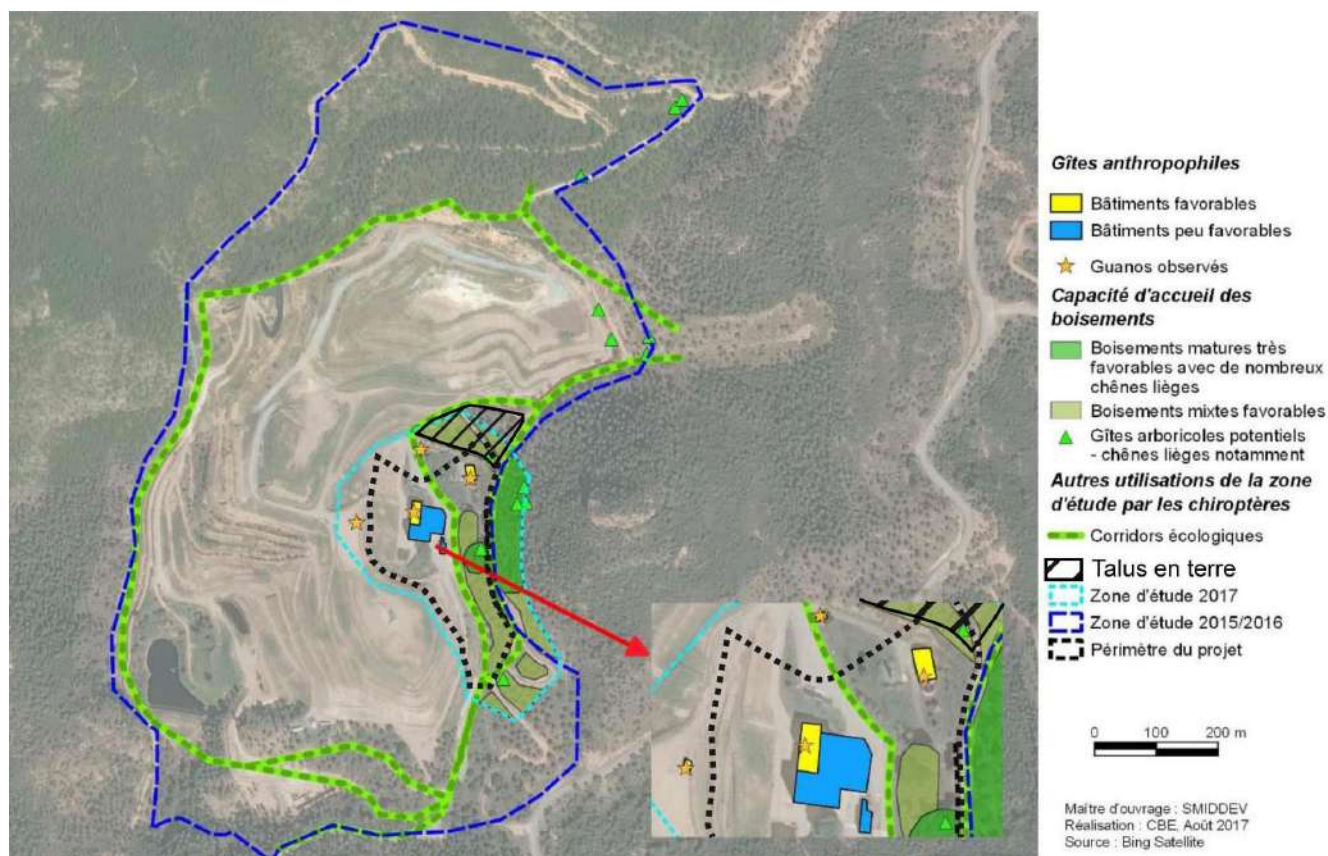 Gîtes anthropophiles
Bâtiments favorables
Bâtiments peu favorables
Guanos observés
Capacité d'accueil des
boisements
Boisements matures très
favorables avec de nombreux
chênes lièges
Boisements mixtes favorables
Gîtes arboricoles potentiels
- chênes lièges notamment
Autres utilisations de la zone
d'étude par les chiroptères
Corridors écologiques
Talus en terre
Zone d'étude 2017
Zone d'étude 2015/2016
Périmètre du projet
0 100 200 m
Maître d'ouvrage : SMIDDEV
Réalisation : CBE, Août 2017
Source : Bing Satellite